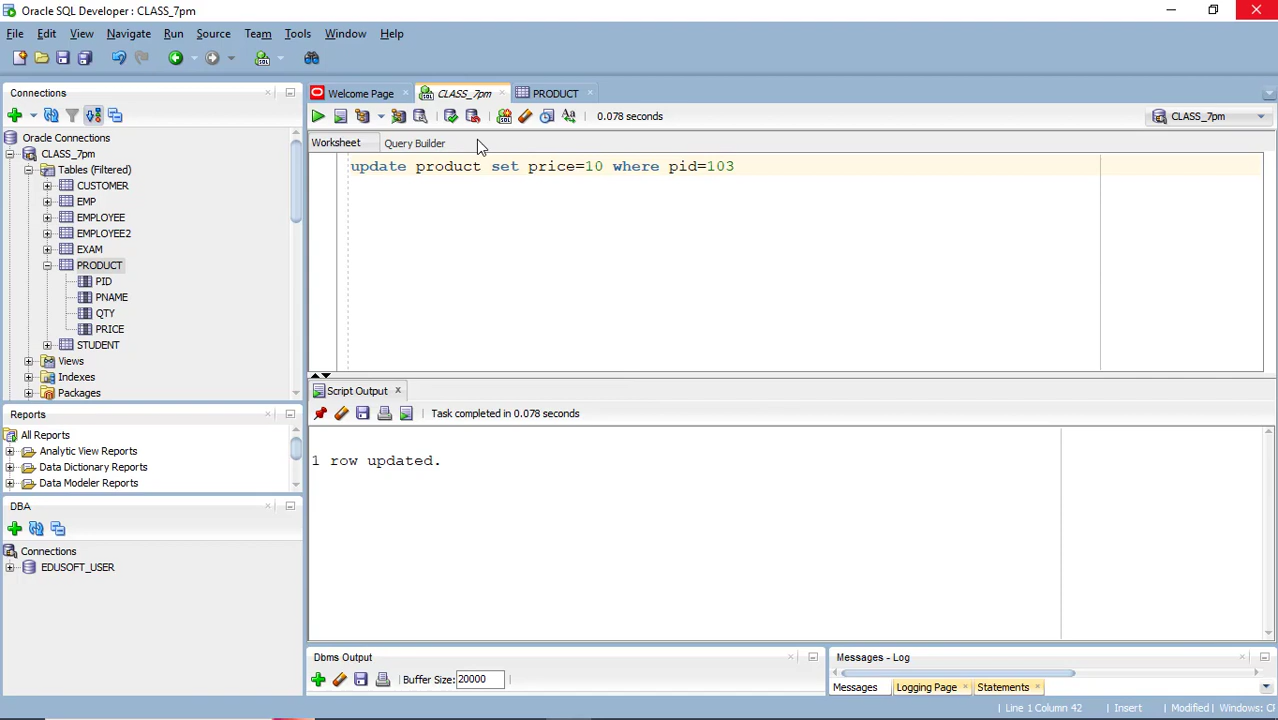 Oracle SQL Developer : CLASS_7pm
File Edit View Navigate Run Source Team Tools Window Help
Connections
Oracle Connections
CLASS_7pm
Tables (Filtered)
CUSTOMER
EMP
EMPLOYEE
EMPLOYEE2
EXAM
PRODUCT
PID
PNAME
QTY
PRICE
STUDENT
Views
Indexes
Packages
Reports
All Reports
Analytic View Reports
Data Dictionary Reports
Data Modeler Reports
DBA
Connections
EDUSOFT_USER
Welcome Page CLASS_7pm PRODUCT
0.078 seconds
CLASS_7pm
Worksheet Query Builder
update product set price=10 where pid=103
Script Output
Task completed in 0.078 seconds
1 row updated.
Dbms Output
Buffer Size: 20000
Messages - Log
Messages Logging Page Statements
Line 1 Column 42 Insert Modified Windows: CF